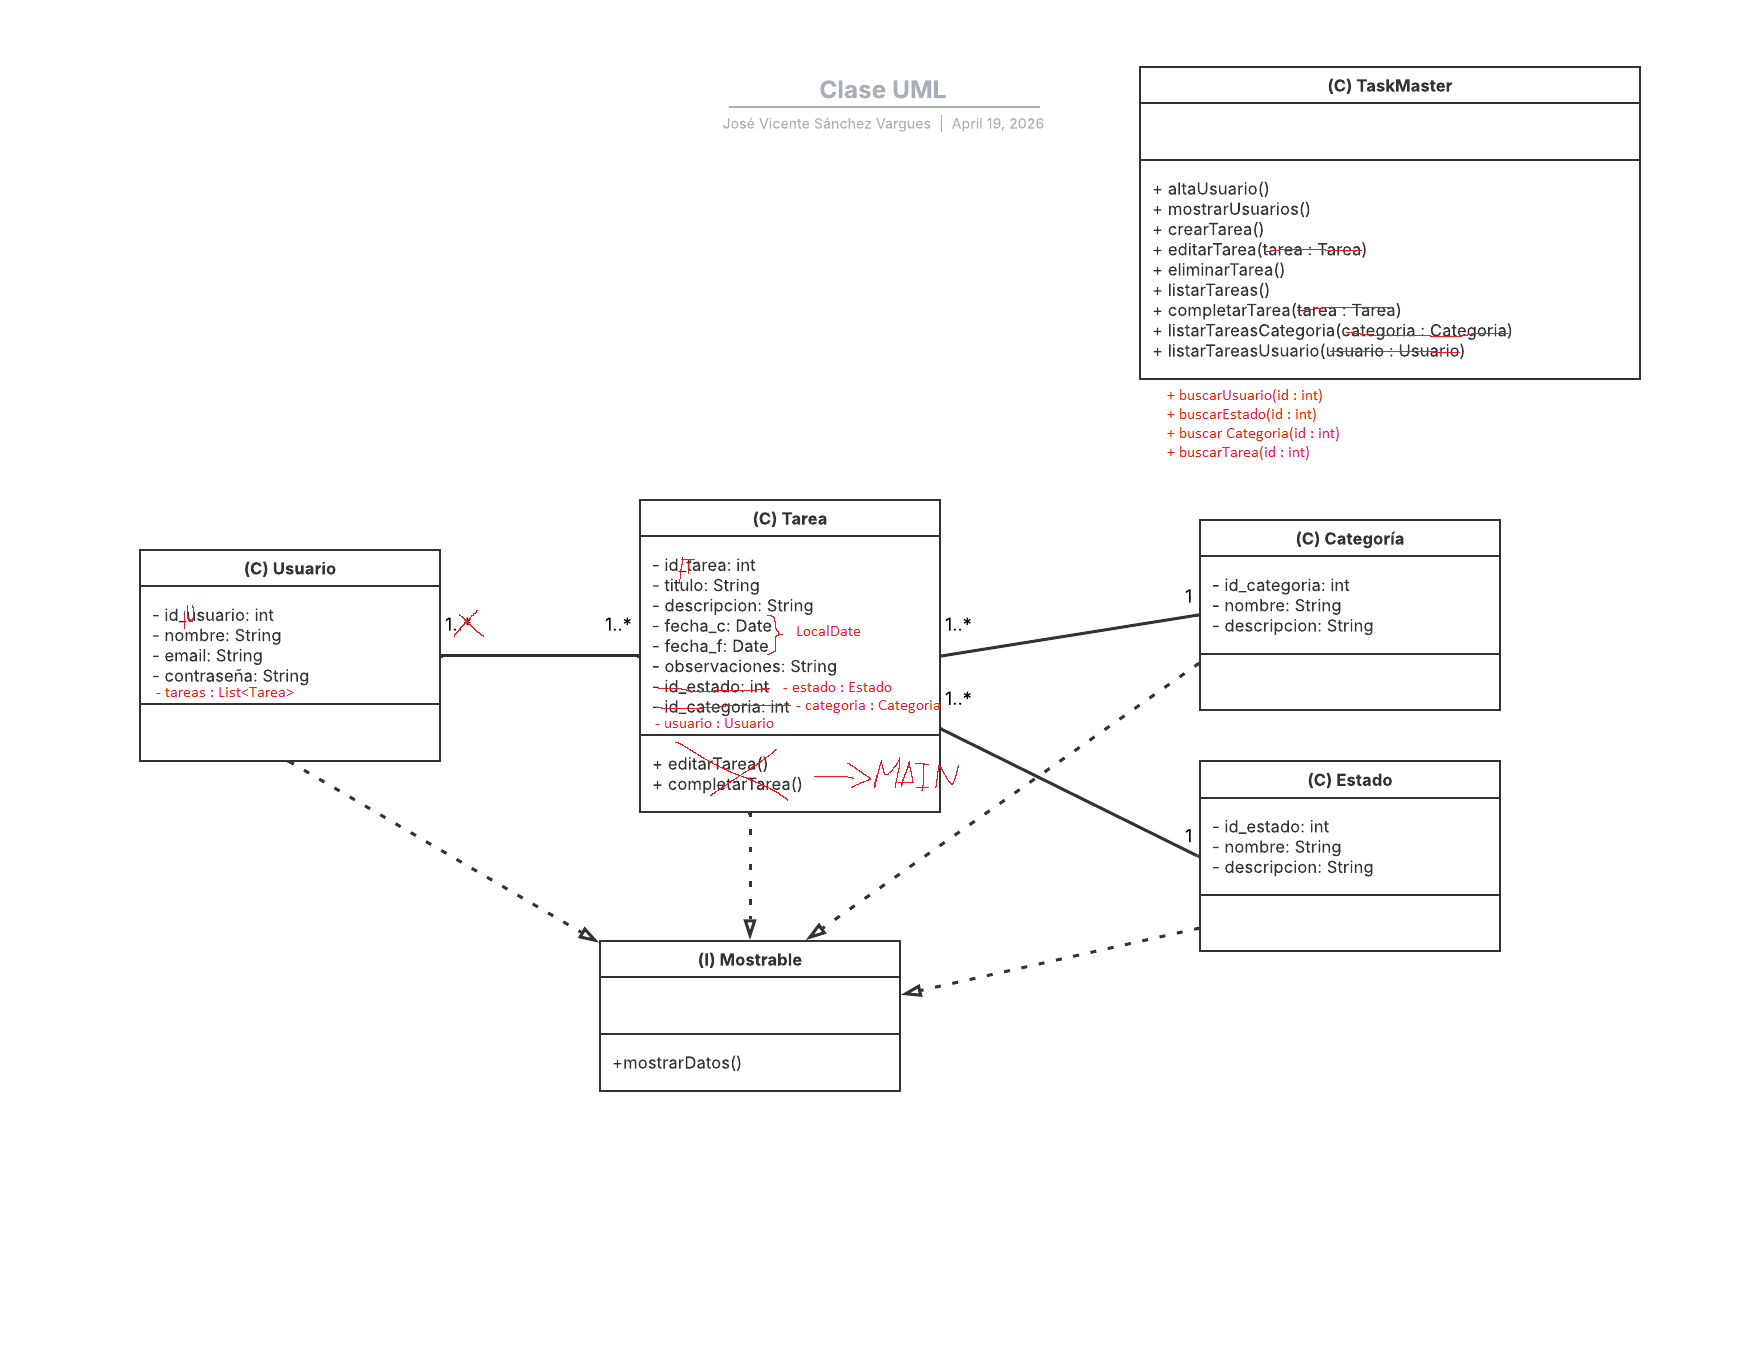 Clase UML
José Vicente Sánchez Vargues | April 19, 2026
(C) TaskMaster
+ altaUsuario()
+ mostrarUsuarios()
+ crearTarea()
+ editarTarea(tarea : Tarea)
+ eliminarTarea()
+ listarTareas()
+ completarTarea(tarea : Tarea)
+ listarTareasCategoria(categoria : Categoria)
+ listarTareasUsuario(usuario : Usuario)
+ buscarUsuario(id : int)
+ buscarEstado(id : int)
+ buscar Categoria(id : int)
+ buscarTarea(id : int)
(C) Usuario
- id_usuario: int
U
- nombre: String
- email: String
- contraseña: String
- tareas : List<Tarea>
1..*
1..*
(C) Tarea
- id_tarea: int
T
- titulo: String
- descripcion: String
- fecha_c: Date
- fecha_f: Date
LocalDate
- observaciones: String
- id_estado: int - estado : Estado
- id_categoria: int - categoria : Categoria
- usuario : Usuario
+ editarTarea()
+ completarTarea()
MAIN
1..*
1
1..*
1
(C) Categoría
- id_categoria: int
- nombre: String
- descripcion: String
(C) Estado
- id_estado: int
- nombre: String
- descripcion: String
(I) Mostrable
+mostrarDatos()